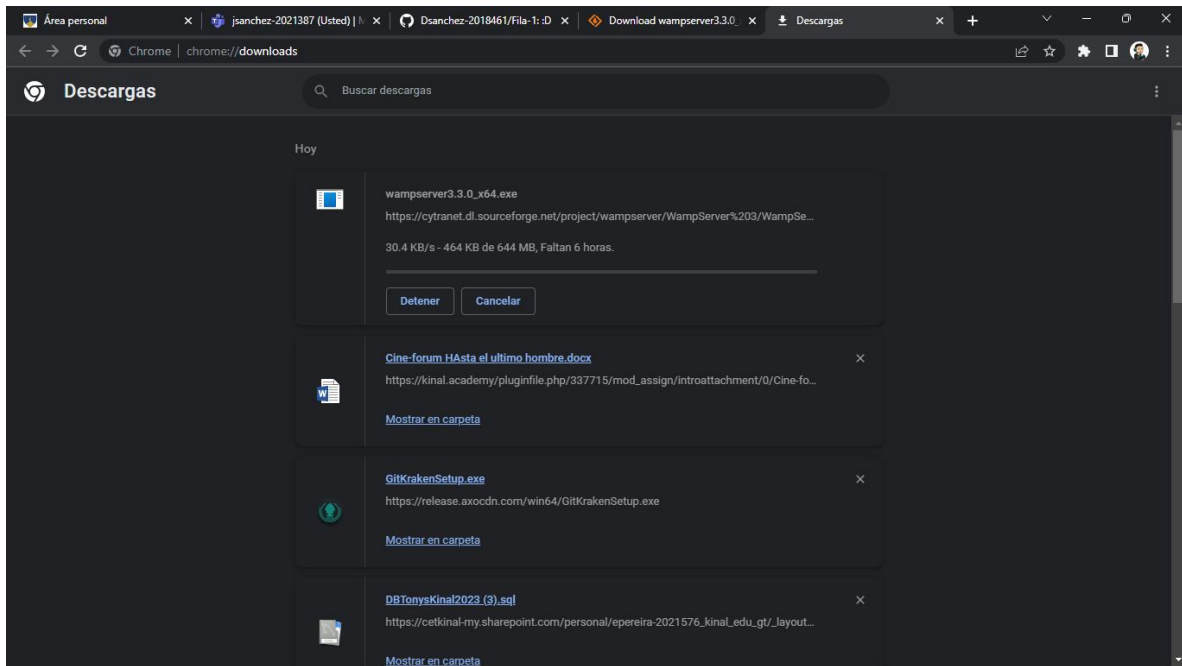 Área personal
jsanchez-2021387 (Usted) | M
Dsanchez-2018461/Fila-1: :D
Download wampserver3.3.0_
Descargas
Chrome | chrome://downloads
Descargas
Buscar descargas
Hoy
wampserver3.3.0_x64.exe
https://cytranet.dl.sourceforge.net/project/wampserver/WampServer%203/WampSe...
30.4 KB/s - 464 KB de 644 MB, Faltan 6 horas.
Detener
Cancelar
Cine-forum HAsta el ultimo hombre.docx
https://kinal.academy/pluginfile.php/337715/mod_assign/introattachment/0/Cine-fo...
Mostrar en carpeta
GitKrakenSetup.exe
https://release.axocdn.com/win64/GitKrakenSetup.exe
Mostrar en carpeta
DBTonysKinal2023 (3).sql
https://cetkinal-my.sharepoint.com/personal/epereira-2021576_kinal_edu_gt/_layout...
Mostrar en carpeta